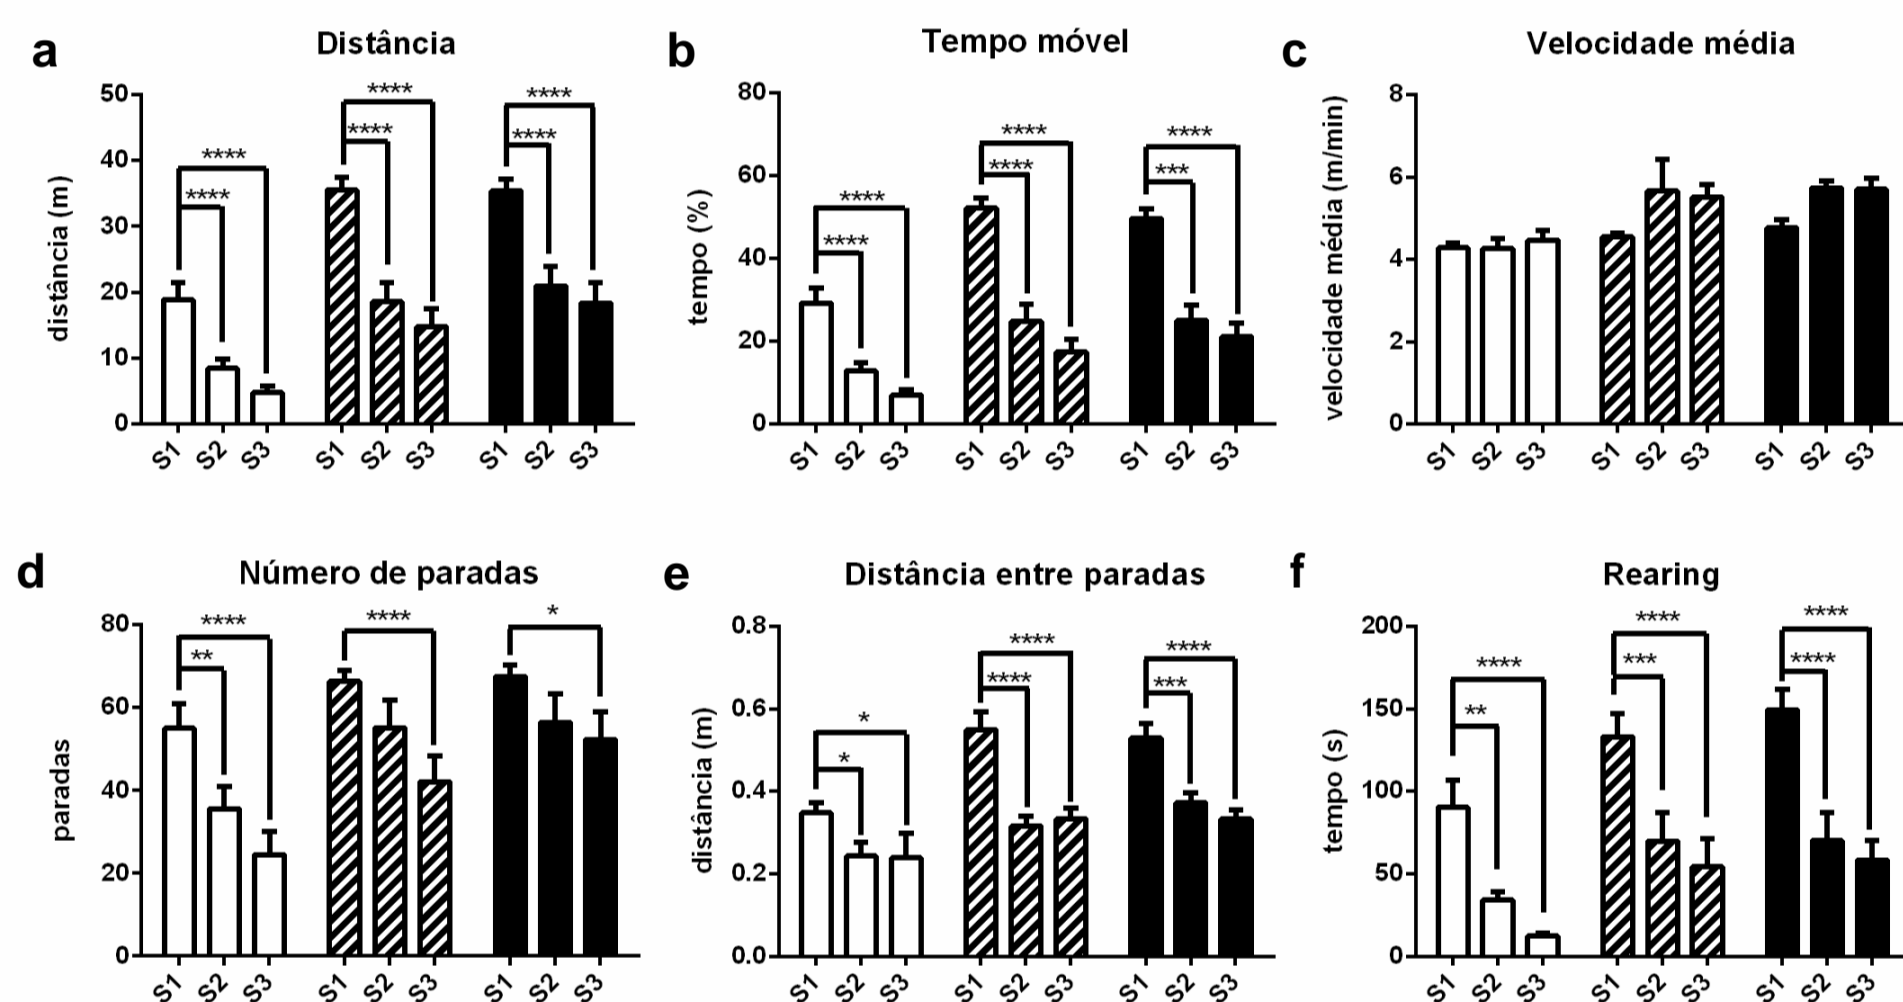 a Distância
distância (m)
50
40
30
20
10
0
**** ****
**** ****
**** ****
S1 S2 S3 S1 S2 S3 S1 S2 S3
b Tempo móvel
tempo (%)
80
60
40
20
0
**** ****
**** ****
**** ***
S1 S2 S3 S1 S2 S3 S1 S2 S3
c Velocidade média
velocidade média (m/min)
8
6
4
2
0
S1 S2 S3 S1 S2 S3 S1 S2 S3
d Número de paradas
paradas
80
60
40
20
0
**** **
****
*
S1 S2 S3 S1 S2 S3 S1 S2 S3
e Distância entre paradas
distância (m)
0.8
0.6
0.4
0.2
0.0
* *
**** ****
**** ***
S1 S2 S3 S1 S2 S3 S1 S2 S3
f Rearing
tempo (s)
200
150
100
50
0
**** **
**** ***
**** ****
S1 S2 S3 S1 S2 S3 S1 S2 S3